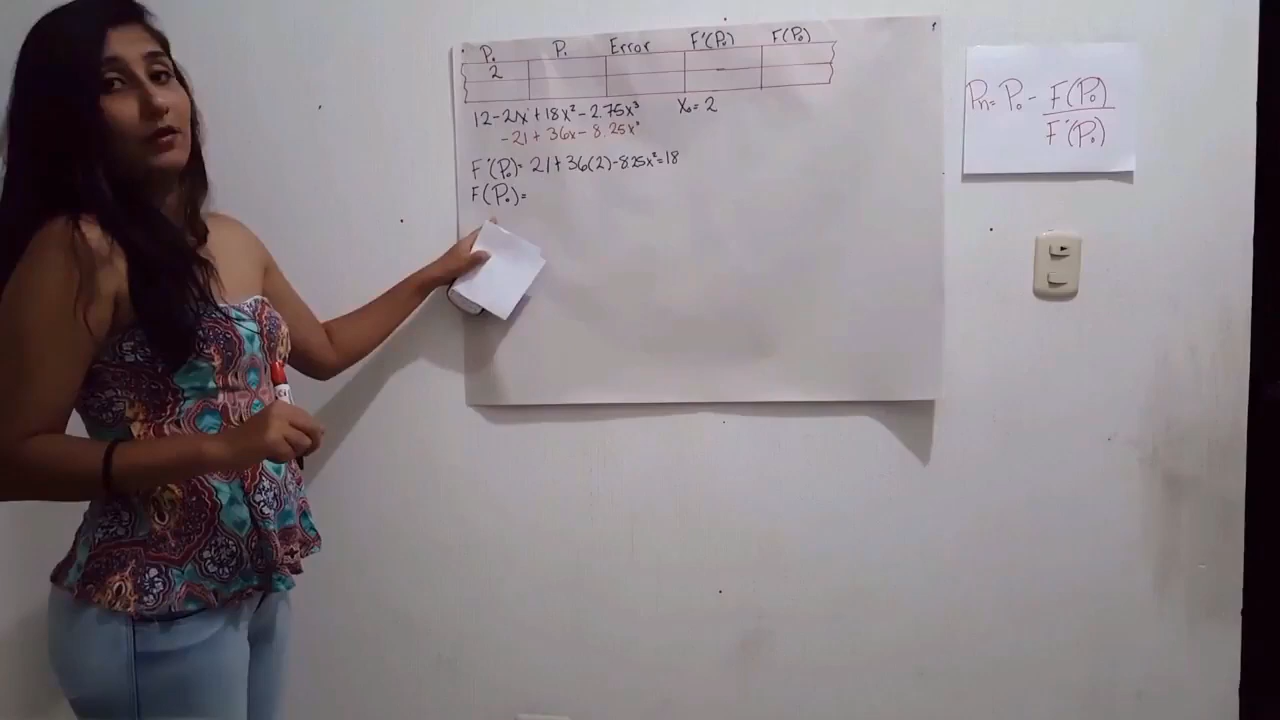 P₀ P₁ Error F'(P₀) F(P₀)
2
12-21x+18x²-2.75x³ X₀=2
-21+36x-8.25x²
F'(P₀)= 21+36(2)-8.25x²=18
F(P₀)=
Pn= P₀ - F(P₀)
F'(P₀)